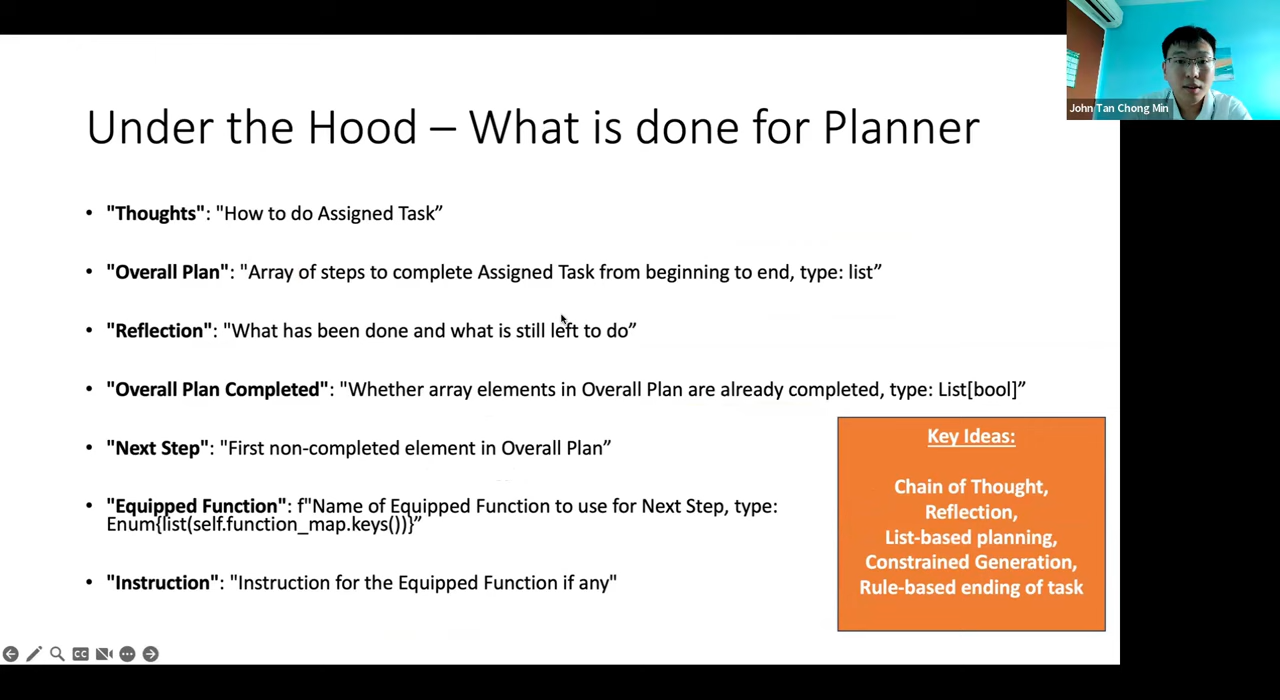 John Tan Chong Min
Under the Hood – What is done for Planner
• "Thoughts": "How to do Assigned Task”
• "Overall Plan": "Array of steps to complete Assigned Task from beginning to end, type: list”
• "Reflection": "What has been done and what is still left to do”
• "Overall Plan Completed": "Whether array elements in Overall Plan are already completed, type: List[bool]”
• "Next Step": "First non-completed element in Overall Plan”
• "Equipped Function": f"Name of Equipped Function to use for Next Step, type:
Enum{list(self.function_map.keys())}”
• "Instruction": "Instruction for the Equipped Function if any"
Key Ideas:
Chain of Thought,
Reflection,
List-based planning,
Constrained Generation,
Rule-based ending of task
CC